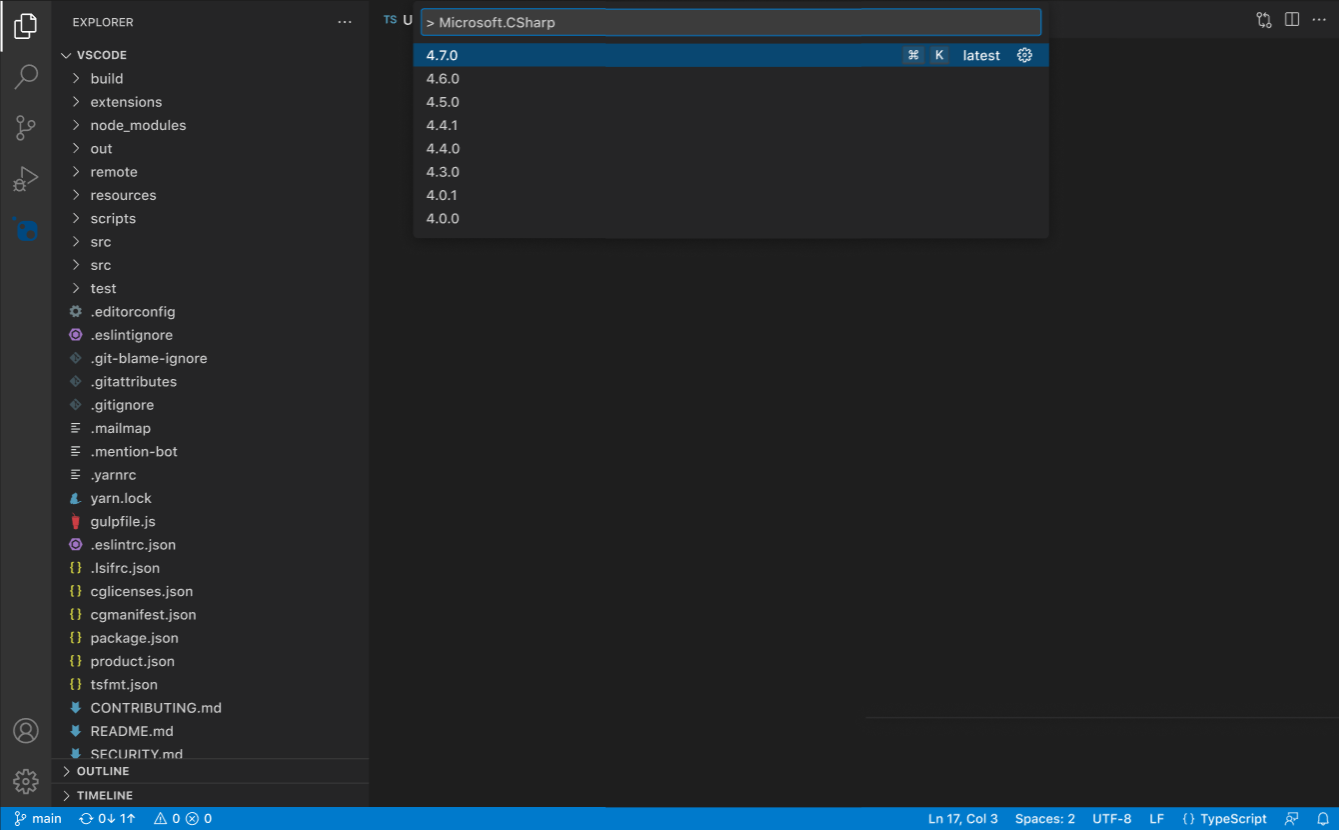 EXPLORER
VSCODE
build
extensions
node_modules
out
remote
resources
scripts
src
src
test
.editorconfig
.eslintignore
.git-blame-ignore
.gitattributes
.gitignore
.mailmap
.mention-bot
.yarnrc
yarn.lock
gulpfile.js
.eslintrc.json
.lsifrc.json
cglicenses.json
cgmanifest.json
package.json
product.json
tsfmt.json
CONTRIBUTING.md
README.md
SECURITY.md
OUTLINE
TIMELINE
TS U
> Microsoft.CSharp
4.7.0 ⌘ K latest
4.6.0
4.5.0
4.4.1
4.4.0
4.3.0
4.0.1
4.0.0
main 0↓ 1↑ 0 0 Ln 17, Col 3 Spaces: 2 UTF-8 LF {} TypeScript